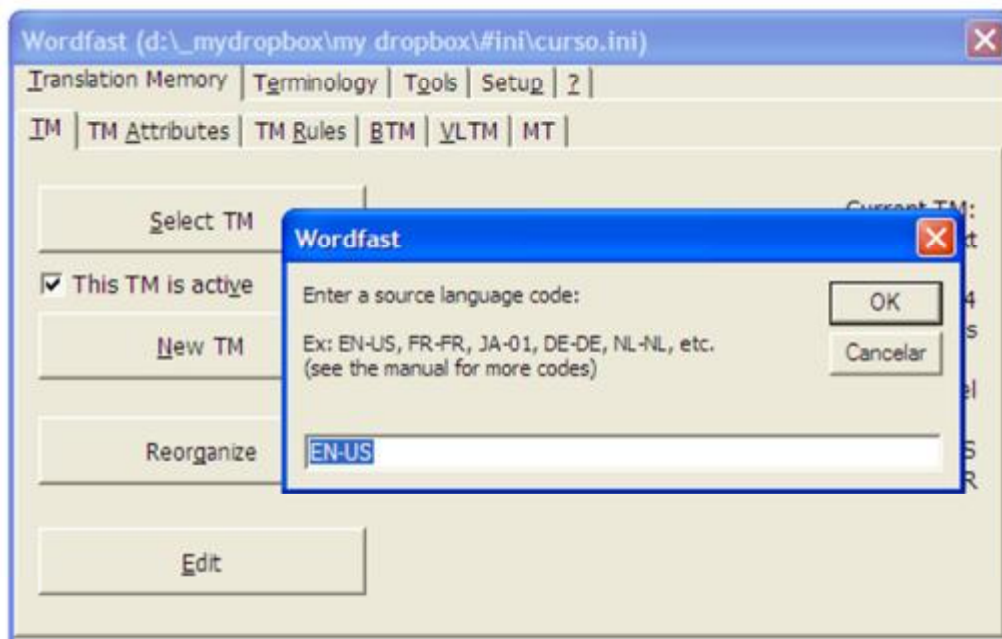 Wordfast (d:\_mydropbox\my dropbox\#ini\curso.ini)
Translation Memory Terminology Tools Setup ?
TM TM Attributes TM Rules BTM VLTM MT
Select TM
This TM is active
New TM
Reorganize
Edit
Current TM:
Wordfast
Enter a source language code:
Ex: EN-US, FR-FR, JA-01, DE-DE, NL-NL, etc.
(see the manual for more codes)
OK
Cancelar
EN-US